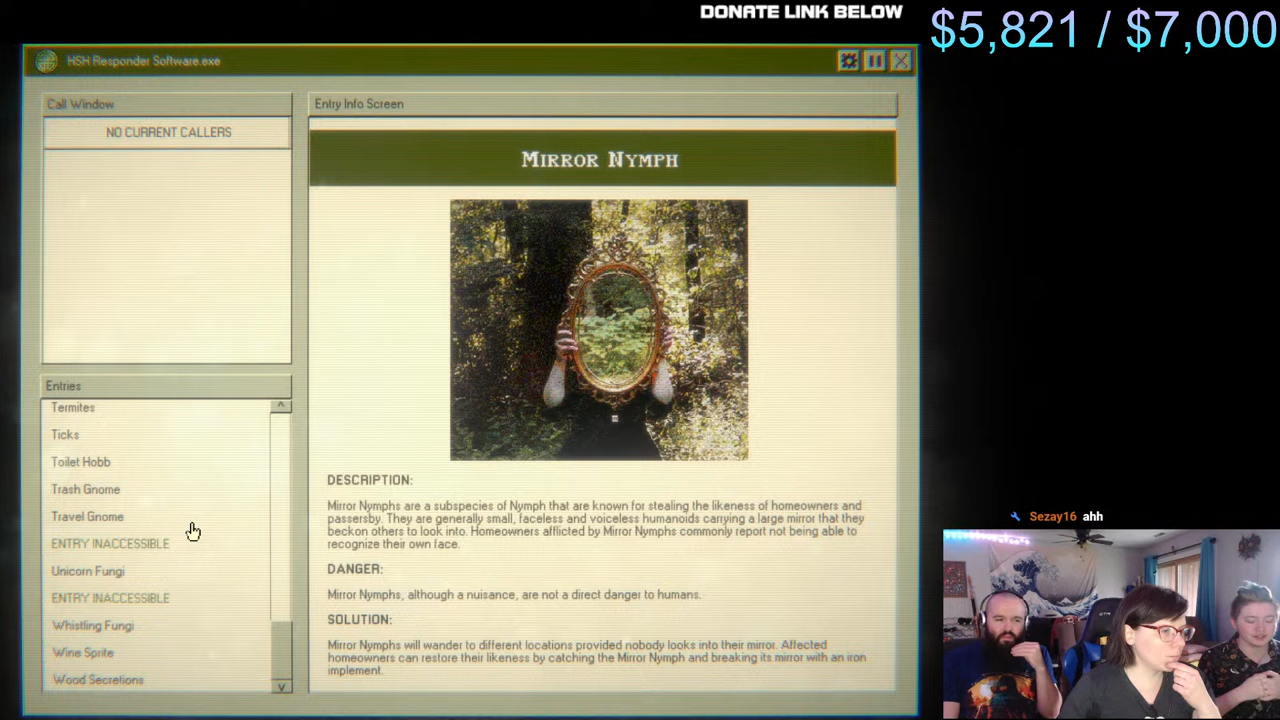 DONATE LINK BELOW
$5,821 / $7,000
HSH Responder Software.exe
Call Window
NO CURRENT CALLERS
Entries
Termites
Ticks
Toilet Hobb
Trash Gnome
Travel Gnome
ENTRY INACCESSIBLE
Unicorn Fungi
ENTRY INACCESSIBLE
Whistling Fungi
Wine Sprite
Wood Secretions
Entry Info Screen
MIRROR NYMPH
DESCRIPTION:
Mirror Nymphs are a subspecies of Nymph that are known for stealing the likeness of homeowners and
passersby. They are generally small, faceless and voiceless humanoids carrying a large mirror that they
beckon others to look into. Homeowners afflicted by Mirror Nymphs commonly report not being able to
recognize their own face.
DANGER:
Mirror Nymphs, although a nuisance, are not a direct danger to humans.
SOLUTION:
Mirror Nymphs will wander to different locations provided nobody looks into their mirror. Affected
homeowners can restore their likeness by catching the Mirror Nymph and breaking its mirror with an iron
implement.
Sezay16 ahh